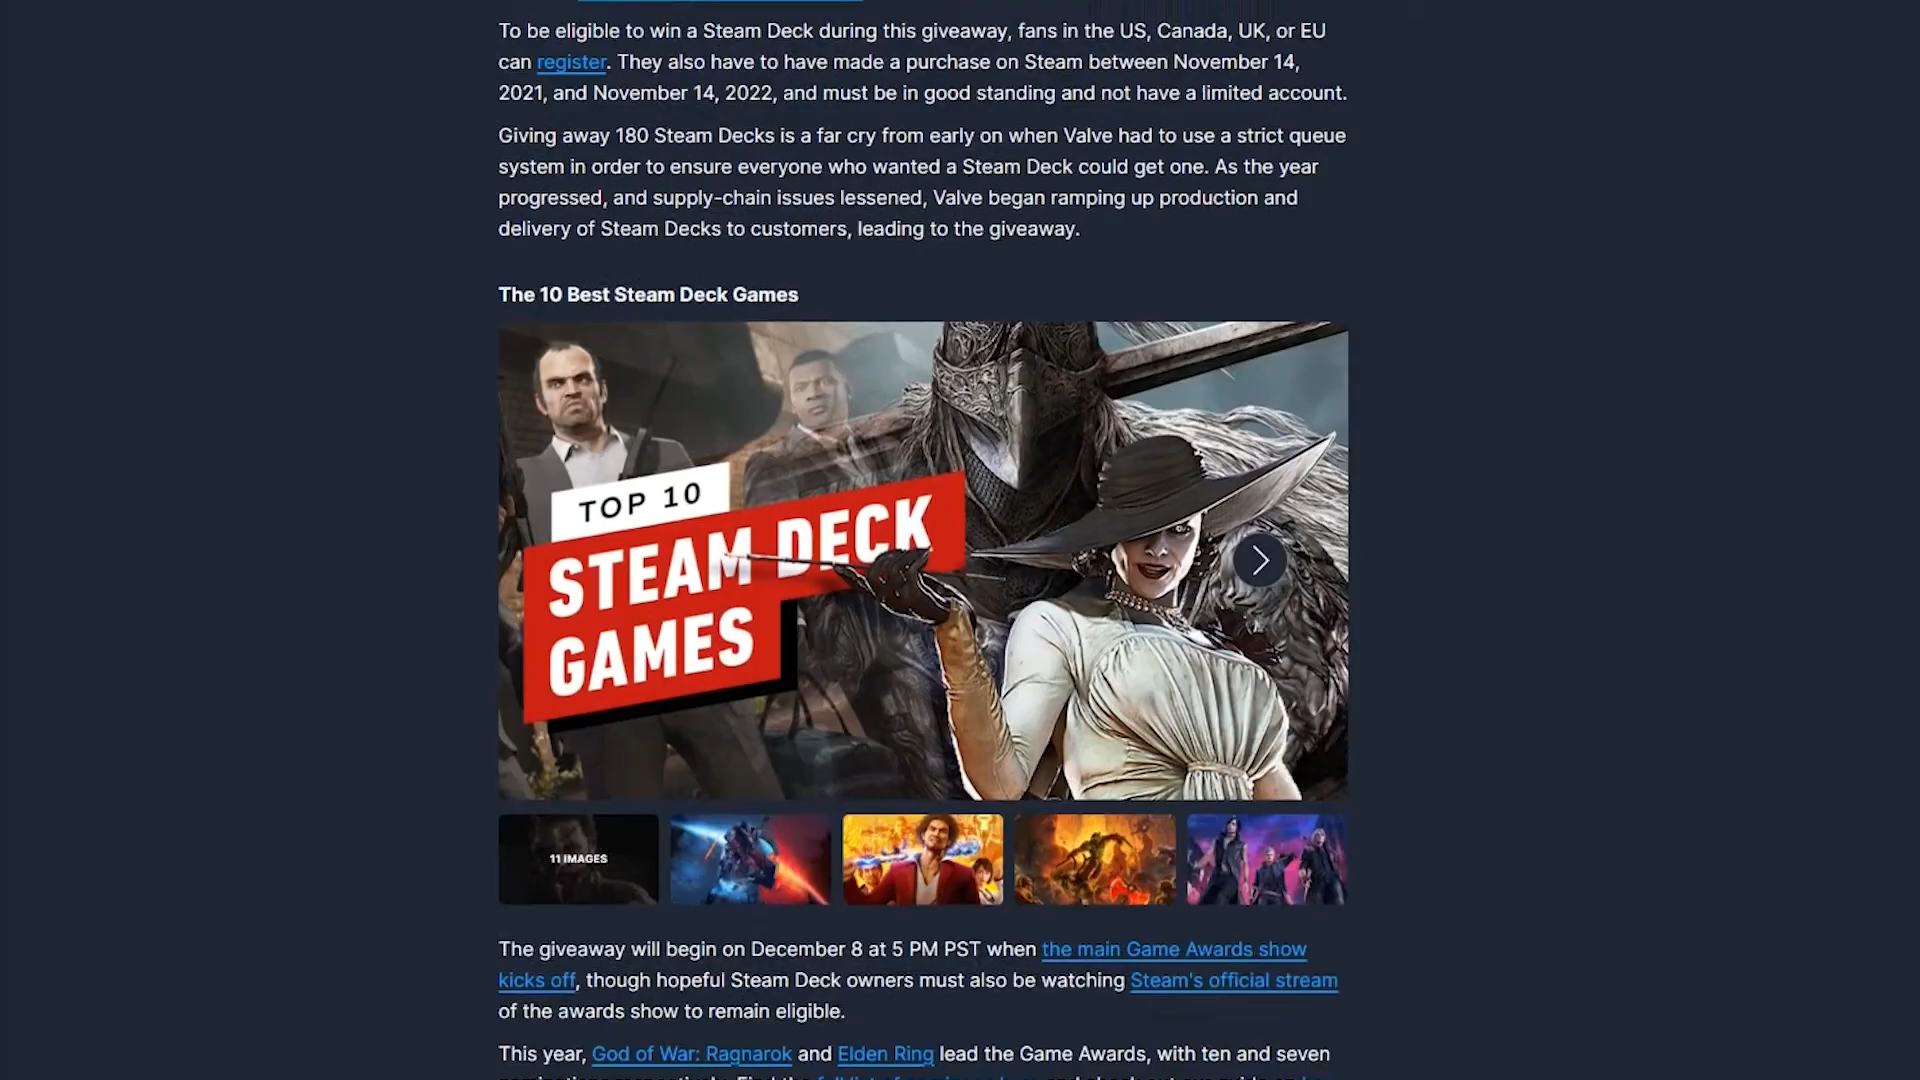 To be eligible to win a Steam Deck during this giveaway, fans in the US, Canada, UK, or EU
can register. They also have to have made a purchase on Steam between November 14,
2021, and November 14, 2022, and must be in good standing and not have a limited account.
Giving away 180 Steam Decks is a far cry from early on when Valve had to use a strict queue
system in order to ensure everyone who wanted a Steam Deck could get one. As the year
progressed, and supply-chain issues lessened, Valve began ramping up production and
delivery of Steam Decks to customers, leading to the giveaway.
The 10 Best Steam Deck Games
TOP 10
STEAM DECK
GAMES
11 IMAGES
The giveaway will begin on December 8 at 5 PM PST when the main Game Awards show
kicks off, though hopeful Steam Deck owners must also be watching Steam's official stream
of the awards show to remain eligible.
This year, God of War: Ragnarok and Elden Ring lead the Game Awards, with ten and seven